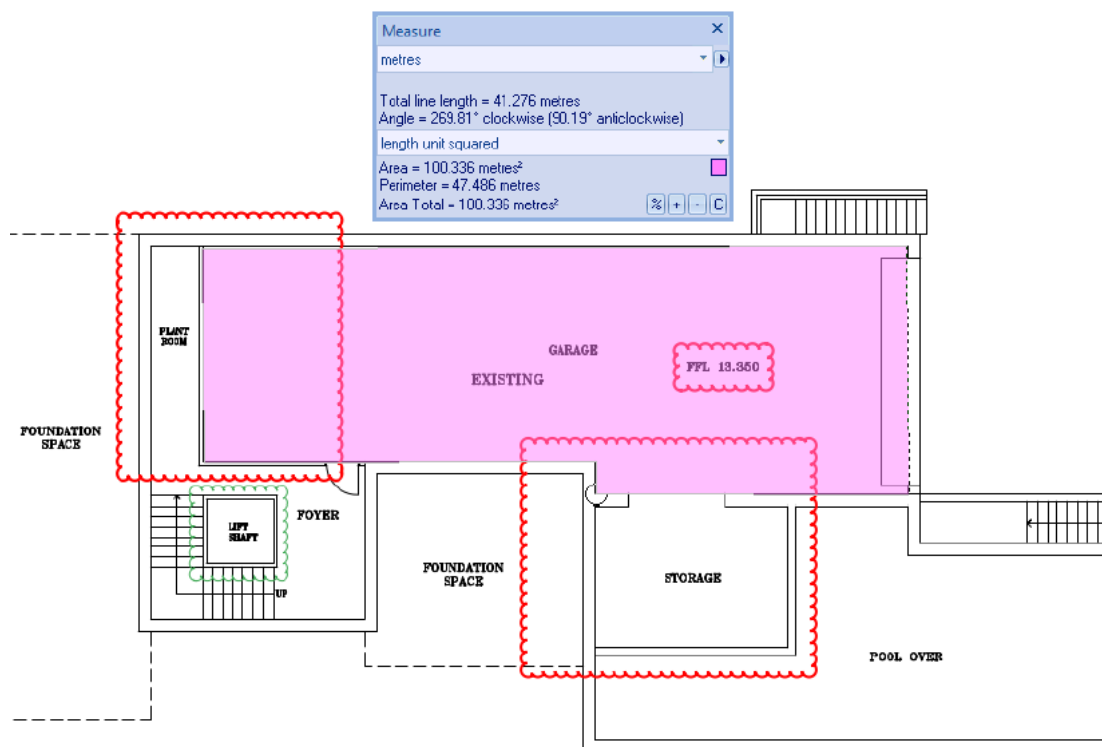 Measure
metres
Total line length = 41.276 metres
Angle = 269.81° clockwise (90.19° anticlockwise)
length unit squared
Area = 100.336 metres²
Perimeter = 47.486 metres
Area Total = 100.336 metres²
% + - C
PLANT
ROOM
GARAGE
EXISTING
FFL 13.350
FOUNDATION
SPACE
LIFT
SHAFT
FOYER
UP
FOUNDATION
SPACE
STORAGE
POOL OVER